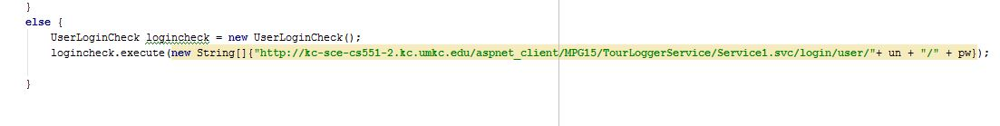 }
else {
UserLoginCheck logincheck = new UserLoginCheck();
logincheck.execute(new String[]{"http://kc-sce-cs551-2.kc.umkc.edu/aspnet_client/MPG15/TourLoggerService/Service1.svc/login/user/"+ un + "/" + pw});
}